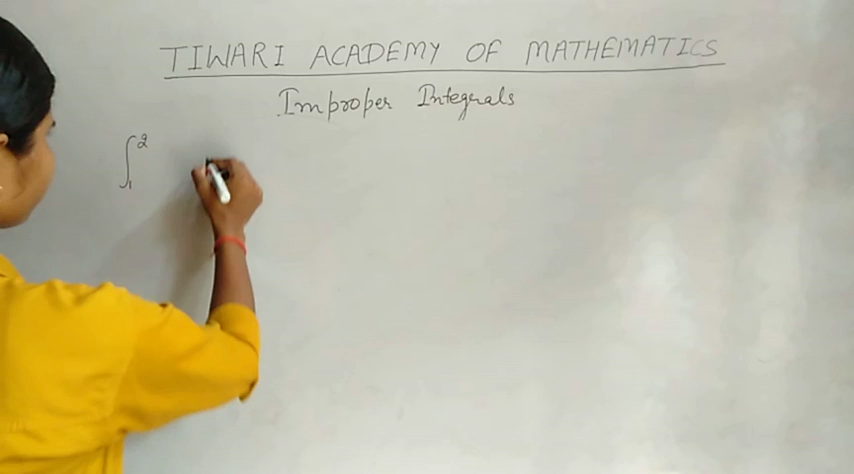 TIWARI ACADEMY OF MATHEMATICS
Improper Integrals
∫₁²